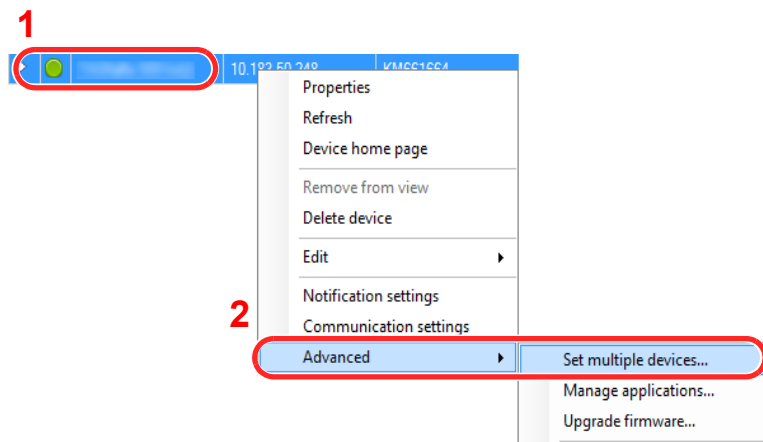 1
10.183.50.248 KM661664
Properties
Refresh
Device home page
Remove from view
Delete device
Edit
Notification settings
2
Communication settings
Advanced
Set multiple devices...
Manage applications...
Upgrade firmware...